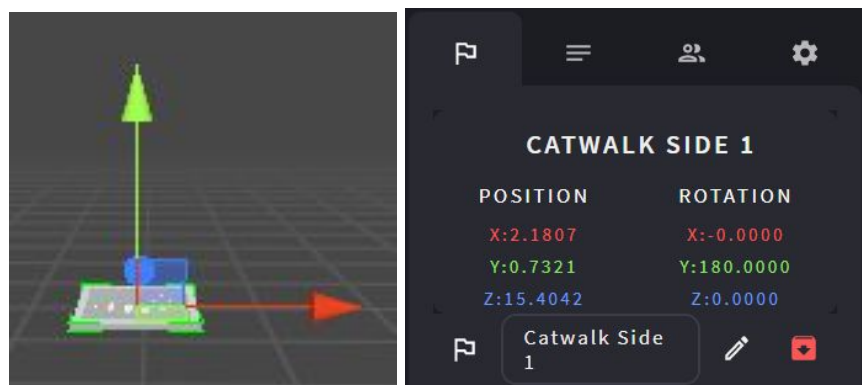 CATWALK SIDE 1
POSITION ROTATION
X:2.1807 X:-0.0000
Y:0.7321 Y:180.0000
Z:15.4042 Z:0.0000
Catwalk Side
1